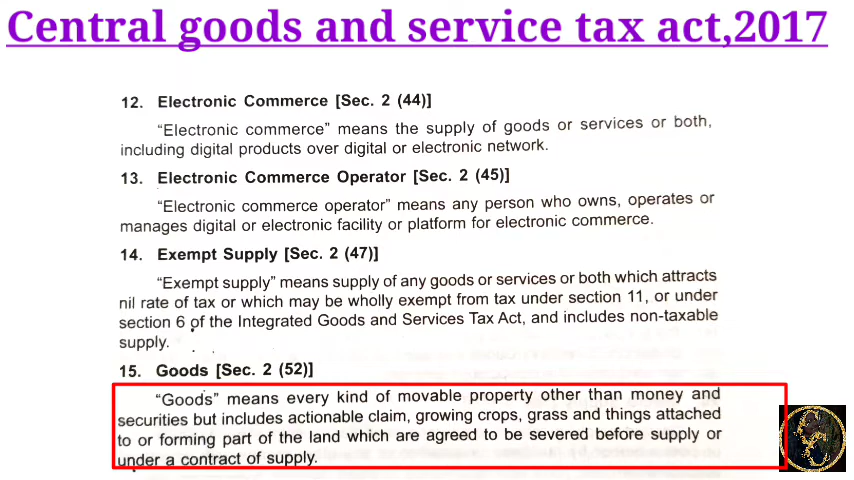 Central goods and service tax act,2017
12. Electronic Commerce [Sec. 2 (44)]
“Electronic commerce” means the supply of goods or services or both,
including digital products over digital or electronic network.
13. Electronic Commerce Operator [Sec. 2 (45)]
“Electronic commerce operator” means any person who owns, operates or
manages digital or electronic facility or platform for electronic commerce.
14. Exempt Supply [Sec. 2 (47)]
“Exempt supply” means supply of any goods or services or both which attracts
nil rate of tax or which may be wholly exempt from tax under section 11, or under
section 6 of the Integrated Goods and Services Tax Act, and includes non-taxable
supply.
15. Goods [Sec. 2 (52)]
“Goods” means every kind of movable property other than money and
securities but includes actionable claim, growing crops, grass and things attached
to or forming part of the land which are agreed to be severed before supply or
under a contract of supply.